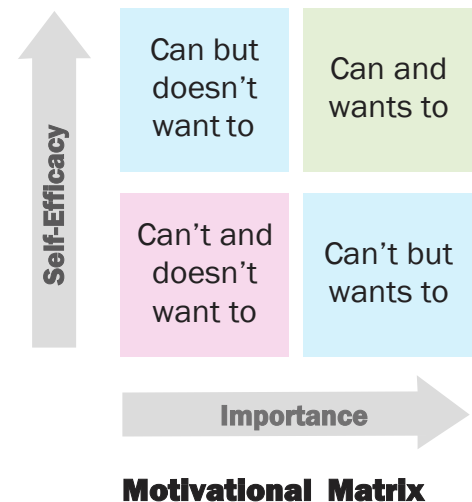 Can but
doesn't
want to
Can and
wants to
Self-Efficacy
Can't and
doesn't
want to
Can't but
wants to
Importance
Motivational Matrix